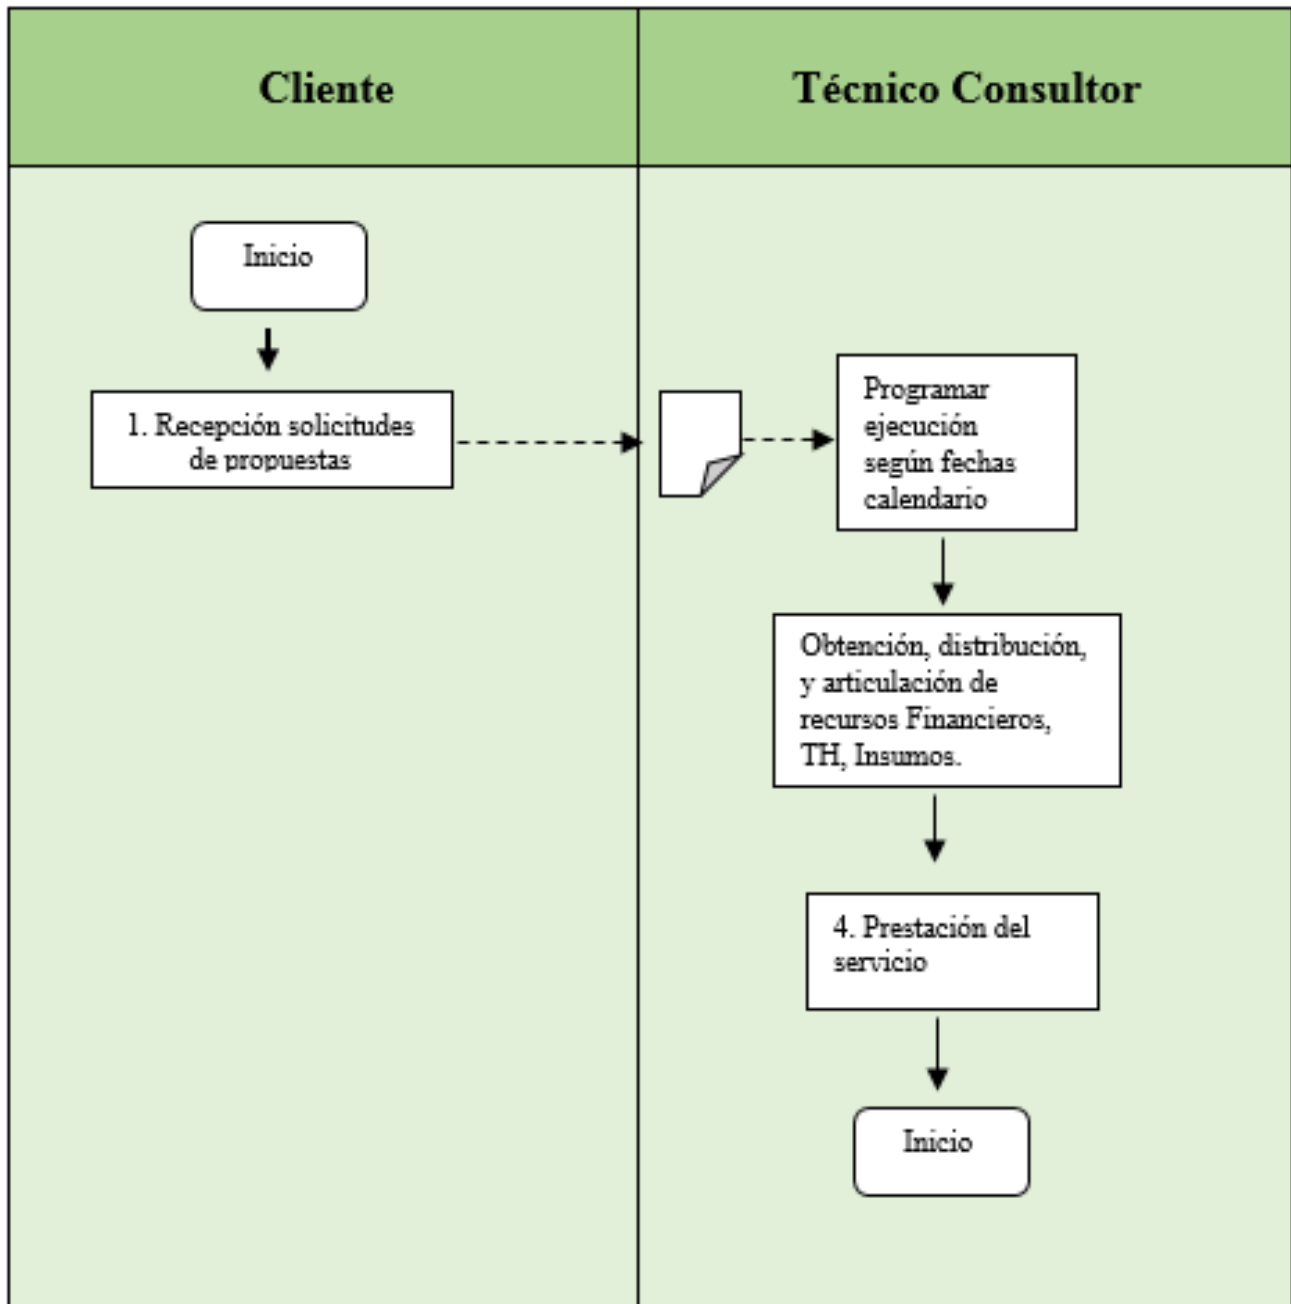 Cliente
Técnico Consultor
Inicio
1. Recepción solicitudes
de propuestas
Programar
ejecución
según fechas
calendario
Obtención, distribución,
y articulación de
recursos Financieros,
TH, Insumos.
4. Prestación del
servicio
Inicio